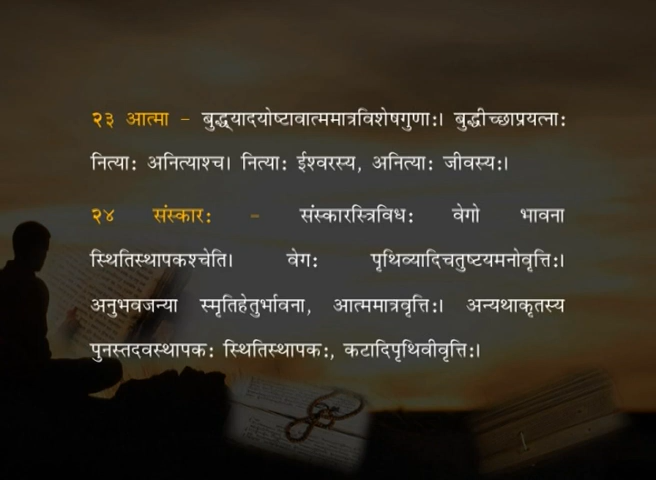 २३ आत्मा - बुद्ध्यादयोष्टावात्ममात्रविशेषगुणाः। बुद्धीच्छाप्रयत्नाः
नित्याः अनित्याश्च। नित्याः ईश्वरस्य, अनित्याः जीवस्यः।
२४ संस्कारः - संस्कारस्त्रिविधः वेगो भावना
स्थितिस्थापकश्चेति। वेगः पृथिव्यादिचतुष्टयमनोवृत्तिः।
अनुभवजन्या स्मृतिहेतुर्भावना, आत्ममात्रवृत्तिः। अन्यथाकृतस्य
पुनस्तदवस्थापकः स्थितिस्थापकः, कटादिपृथिवीवृत्तिः।